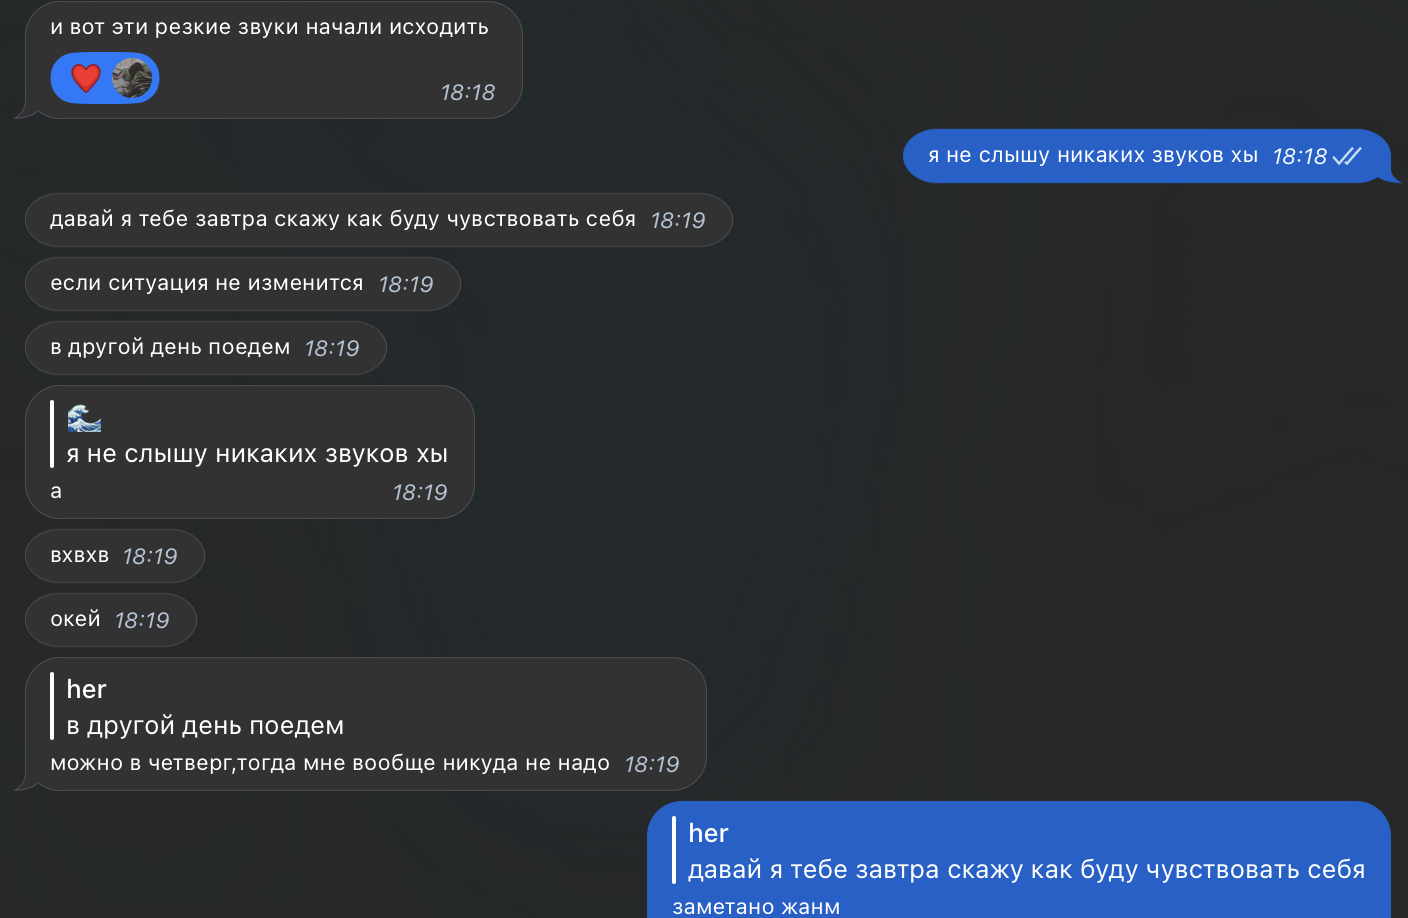 и вот эти резкие звуки начали исходить
❤️
18:18
я не слышу никаких звуков хы 18:18
давай я тебе завтра скажу как буду чувствовать себя 18:19
если ситуация не изменится 18:19
в другой день поедем 18:19
🌊
я не слышу никаких звуков хы
а 18:19
вхвхв 18:19
окей 18:19
her
в другой день поедем
можно в четверг,тогда мне вообще никуда не надо 18:19
her
давай я тебе завтра скажу как буду чувствовать себя
заметано жанм